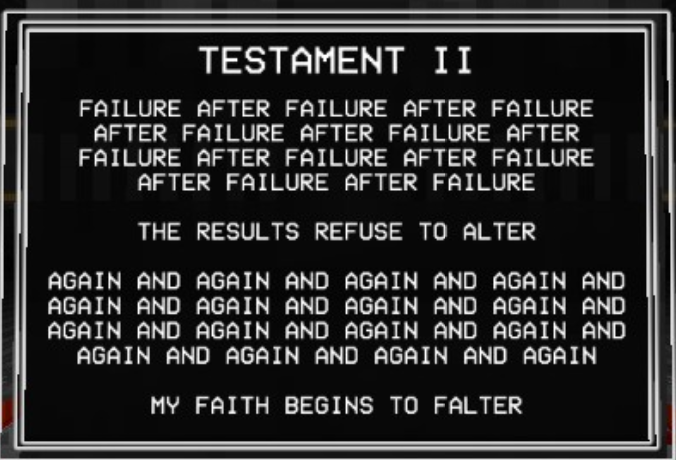 TESTAMENT II
FAILURE AFTER FAILURE AFTER FAILURE
AFTER FAILURE AFTER FAILURE AFTER
FAILURE AFTER FAILURE AFTER FAILURE
AFTER FAILURE AFTER FAILURE
THE RESULTS REFUSE TO ALTER
AGAIN AND AGAIN AND AGAIN AND AGAIN AND
AGAIN AND AGAIN AND AGAIN AND AGAIN AND
AGAIN AND AGAIN AND AGAIN AND AGAIN AND
AGAIN AND AGAIN AND AGAIN AND AGAIN
MY FAITH BEGINS TO FALTER